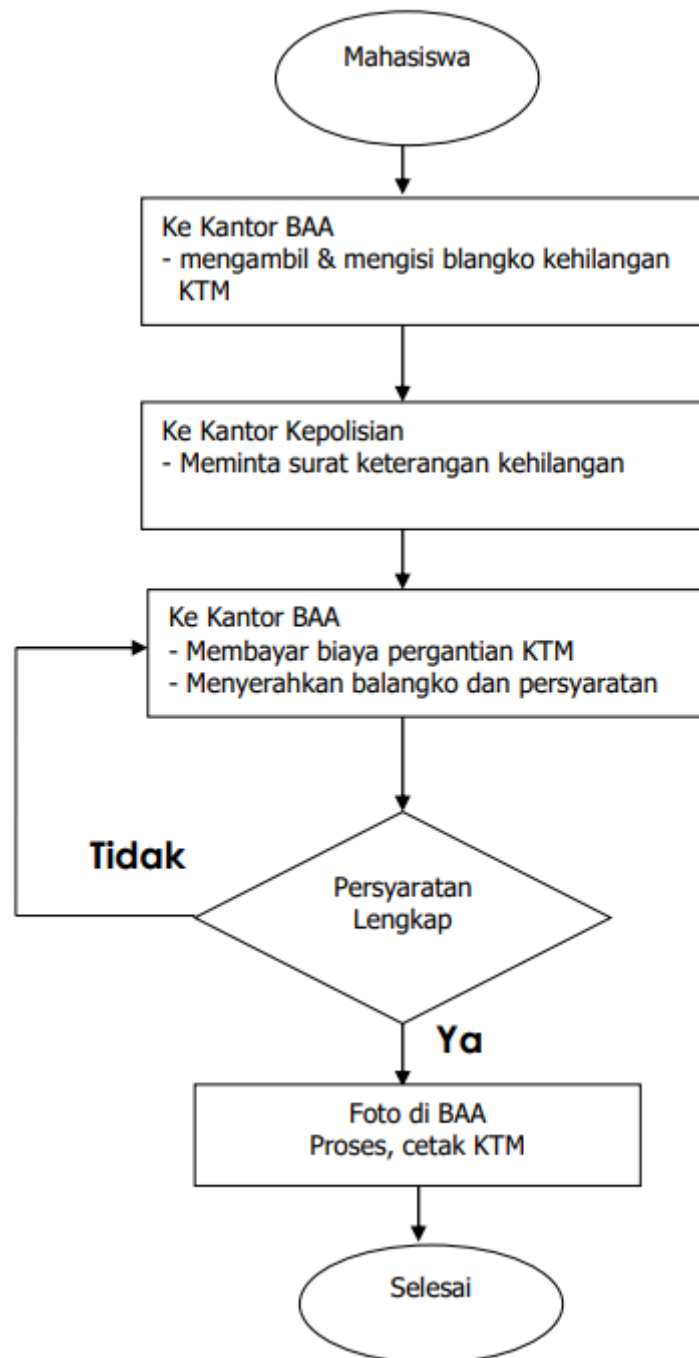 Mahasiswa
Ke Kantor BAA
- mengambil & mengisi blangko kehilangan
KTM
Ke Kantor Kepolisian
- Meminta surat keterangan kehilangan
Ke Kantor BAA
- Membayar biaya pergantian KTM
- Menyerahkan balangko dan persyaratan
Tidak
Persyaratan
Lengkap
Ya
Foto di BAA
Proses, cetak KTM
Selesai